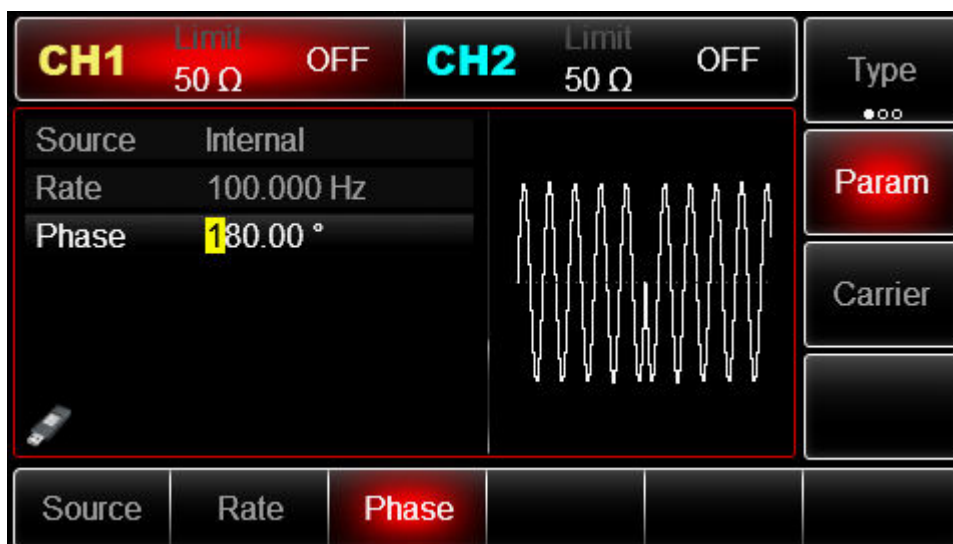 CH1 Limit 50 Ω OFF
CH2 Limit 50 Ω OFF
Type
Source Internal
Rate 100.000 Hz
Phase 180.00 °
Param
Carrier
Source Rate Phase